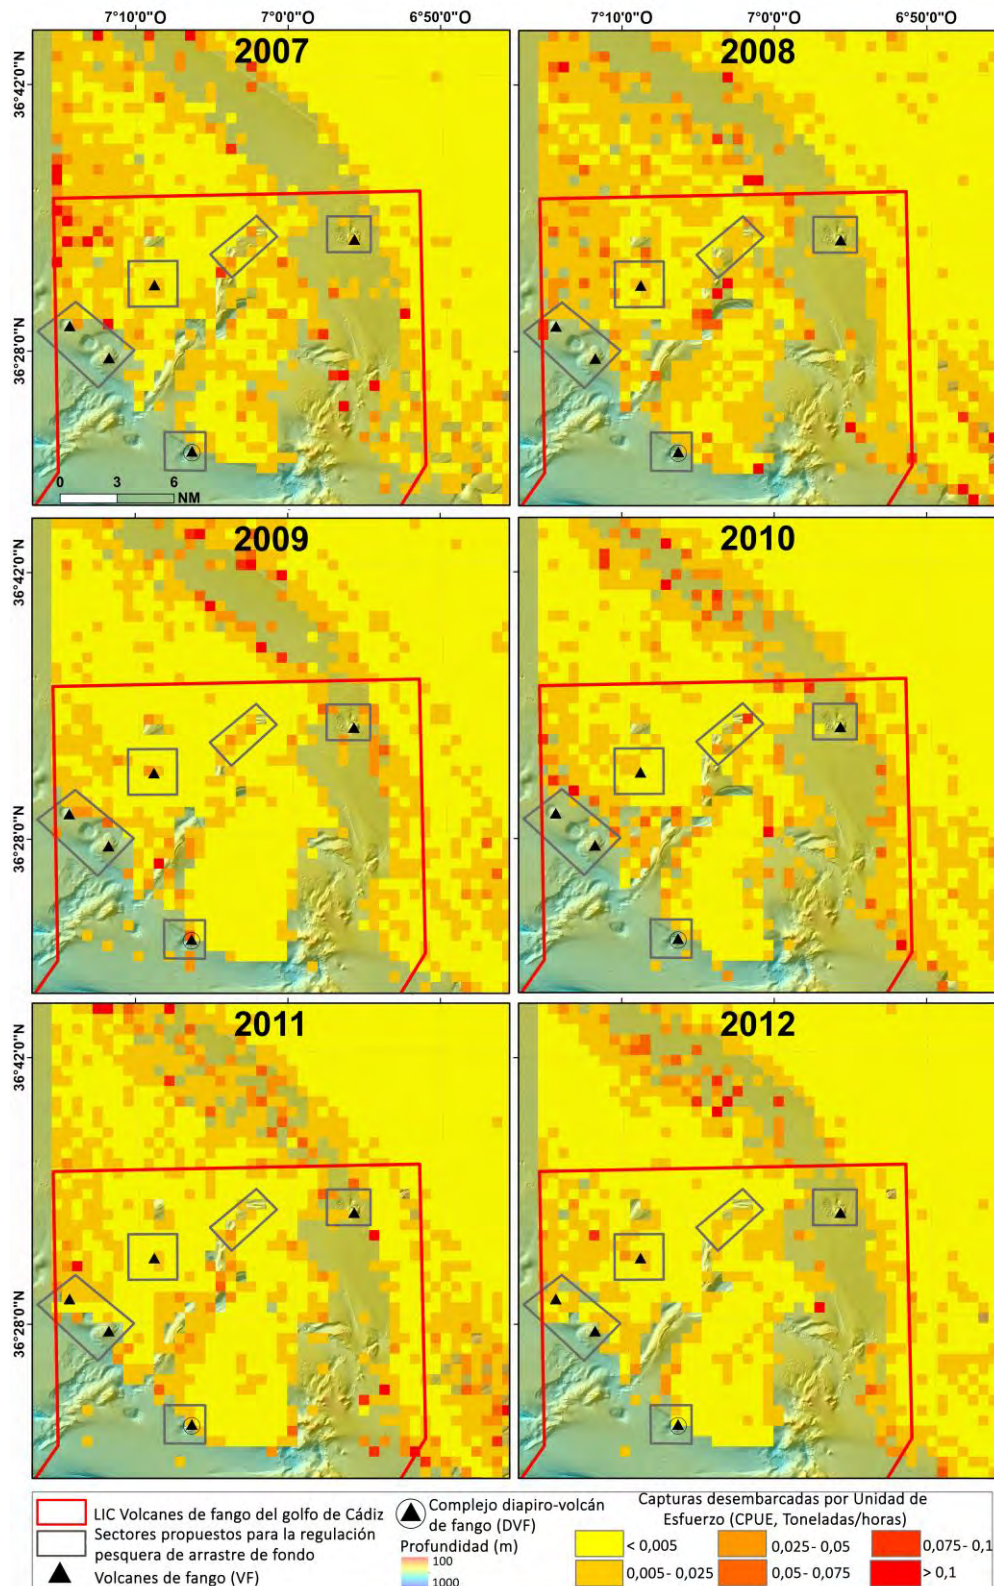 7°10'0"O 7°0'0"O 6°50'0"O 7°10'0"O 7°0'0"O 6°50'0"O
2007 2008
36°42'0"N
36°28'0"N
0 3 6
NM
2009 2010
36°42'0"N
36°28'0"N
2011 2012
36°42'0"N
36°28'0"N
LIC Volcanes de fango del golfo de Cádiz
Sectores propuestos para la regulación
pesquera de arrastre de fondo
Volcanes de fango (VF)
Complejo diapiro-volcán
de fango (DVF)
Profundidad (m)
100
1000
Capturas desembarcadas por Unidad de
Esfuerzo (CPUE, Toneladas/horas)
< 0,005 0,025- 0,05 0,075- 0,1
0,005- 0,025 0,05- 0,075 > 0,1